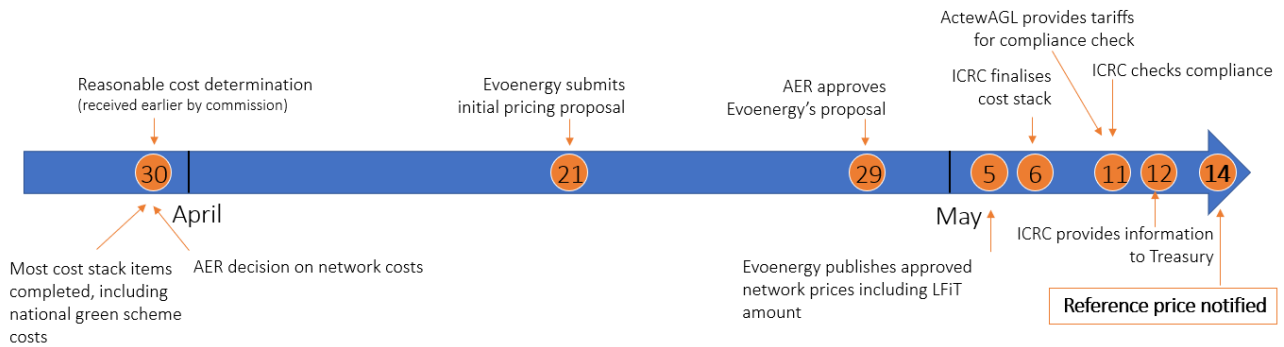 ActewAGL provides tariffs
for compliance check
Reasonable cost determination
(received earlier by commission)
Evoenergy submits
initial pricing proposal
AER approves
Evoenergy's proposal
ICRC finalises
cost stack
ICRC checks compliance
30
21
29
5
6
11
12
14
April
May
Most cost stack items
completed, including
national green scheme
costs
AER decision on network costs
Evoenergy publishes approved
network prices including LFiT
amount
ICRC provides information
to Treasury
Reference price notified